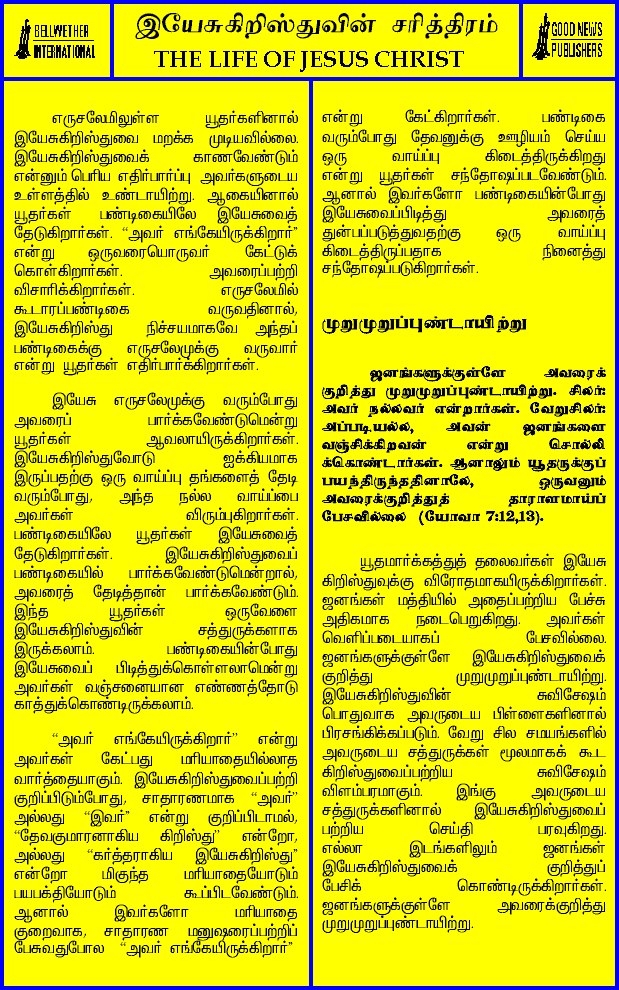 BELLWETHER
INTERNATIONAL
இயேசுகிறிஸ்துவின் சரித்திரம்
THE LIFE OF JESUS CHRIST
GOOD NEWS
PUBLISHERS
எருசலேமிலுள்ள யூதர்களினால்
இயேசுகிறிஸ்துவை மறக்க முடியவில்லை.
இயேசுகிறிஸ்துவைக் காணவேண்டும்
என்னும் பெரிய எதிர்பார்ப்பு அவர்களுடைய
உள்ளத்தில் உண்டாயிற்று. ஆகையினால்
யூதர்கள் பண்டிகையிலே இயேசுவைத்
தேடுகிறார்கள். “அவர் எங்கேயிருக்கிறார்”
என்று ஒருவரையொருவர் கேட்டுக்
கொள்கிறார்கள். அவரைப்பற்றி
விசாரிக்கிறார்கள். எருசலேமில்
கூடாரப்பண்டிகை வருவதினால்,
இயேசுகிறிஸ்து நிச்சயமாகவே அந்தப்
பண்டிகைக்கு எருசலேமுக்கு வருவார்
என்று யூதர்கள் எதிர்பார்க்கிறார்கள்.
இயேசு எருசலேமுக்கு வரும்போது
அவரைப் பார்க்கவேண்டுமென்று
யூதர்கள் ஆவலாயிருக்கிறார்கள்.
இயேசுகிறிஸ்துவோடு ஐக்கியமாக
இருப்பதற்கு ஒரு வாய்ப்பு தங்களைத் தேடி
வரும்போது, அந்த நல்ல வாய்ப்பை
அவர்கள் விரும்புகிறார்கள்.
பண்டிகையிலே யூதர்கள் இயேசுவைத்
தேடுகிறார்கள். இயேசுகிறிஸ்துவைப்
பண்டிகையில் பார்க்கவேண்டுமென்றால்,
அவரைத் தேடித்தான் பார்க்கவேண்டும்.
இந்த யூதர்கள் ஒருவேளை
இயேசுகிறிஸ்துவின் சத்துருக்களாக
இருக்கலாம். பண்டிகையின்போது
இயேசுவைப் பிடித்துக்கொள்ளலாமென்று
அவர்கள் வஞ்சனையான எண்ணத்தோடு
காத்துக்கொண்டிருக்கலாம்.
“அவர் எங்கேயிருக்கிறார்” என்று
அவர்கள் கேட்பது மரியாதையில்லாத
வார்த்தையாகும். இயேசுகிறிஸ்துவைப்பற்றி
குறிப்பிடும்போது, சாதாரணமாக “அவர்”
அல்லது “இவர்” என்று குறிப்பிடாமல்,
“தேவகுமாரனாகிய கிறிஸ்து” என்றோ,
அல்லது “கர்த்தராகிய இயேசுகிறிஸ்து”
என்றோ மிகுந்த மரியாதையோடும்
பயபக்தியோடும் கூப்பிடவேண்டும்.
ஆனால் இவர்களோ மரியாதை
குறைவாக, சாதாரண மனுஷரைப்பற்றிப்
பேசுவதுபோல “அவர் எங்கேயிருக்கிறார்”
என்று கேட்கிறார்கள். பண்டிகை
வரும்போது தேவனுக்கு ஊழியம் செய்ய
ஒரு வாய்ப்பு கிடைத்திருக்கிறது
என்று யூதர்கள் சந்தோஷப்படவேண்டும்.
ஆனால் இவர்களோ பண்டிகையின்போது
இயேசுவைப்பிடித்து அவரைத்
துன்பப்படுத்துவதற்கு ஒரு வாய்ப்பு
கிடைத்திருப்பதாக நினைத்து
சந்தோஷப்படுகிறார்கள்.
முறுமுறுப்புண்டாயிற்று
ஜனங்களுக்குள்ளே அவரைக்
குறித்து முறுமுறுப்புண்டாயிற்று. சிலர்:
அவர் நல்லவர் என்றார்கள். வேறுசிலர்:
அப்படியல்ல, அவன் ஜனங்களை
வஞ்சிக்கிறவன் என்று சொல்லி
க்கொண்டார்கள். ஆனாலும் யூதருக்குப்
பயந்திருந்ததினாலே, ஒருவனும்
அவரைக்குறித்துத் தாராளமாய்ப்
பேசவில்லை (யோவா 7:12,13).
யூதமார்க்கத்துத் தலைவர்கள் இயேசு
கிறிஸ்துவுக்கு விரோதமாகயிருக்கிறார்கள்.
ஜனங்கள் மத்தியில் அதைப்பற்றிய பேச்சு
அதிகமாக நடைபெறுகிறது. அவர்கள்
வெளிப்படையாகப் பேசவில்லை.
ஜனங்களுக்குள்ளே இயேசுகிறிஸ்துவைக்
குறித்து முறுமுறுப்புண்டாயிற்று.
இயேசுகிறிஸ்துவின் சுவிசேஷம்
பொதுவாக அவருடைய பிள்ளைகளினால்
பிரசங்கிக்கப்படும். வேறு சில சமயங்களில்
அவருடைய சத்துருக்கள் மூலமாகக் கூட
கிறிஸ்துவைப்பற்றிய சுவிசேஷம்
விளம்பரமாகும். இங்கு அவருடைய
சத்துருக்களினால் இயேசுகிறிஸ்துவைப்
பற்றிய செய்தி பரவுகிறது.
எல்லா இடங்களிலும் ஜனங்கள்
இயேசுகிறிஸ்துவைக் குறித்துப்
பேசிக் கொண்டிருக்கிறார்கள்.
ஜனங்களுக்குள்ளே அவரைக்குறித்து
முறுமுறுப்புண்டாயிற்று.